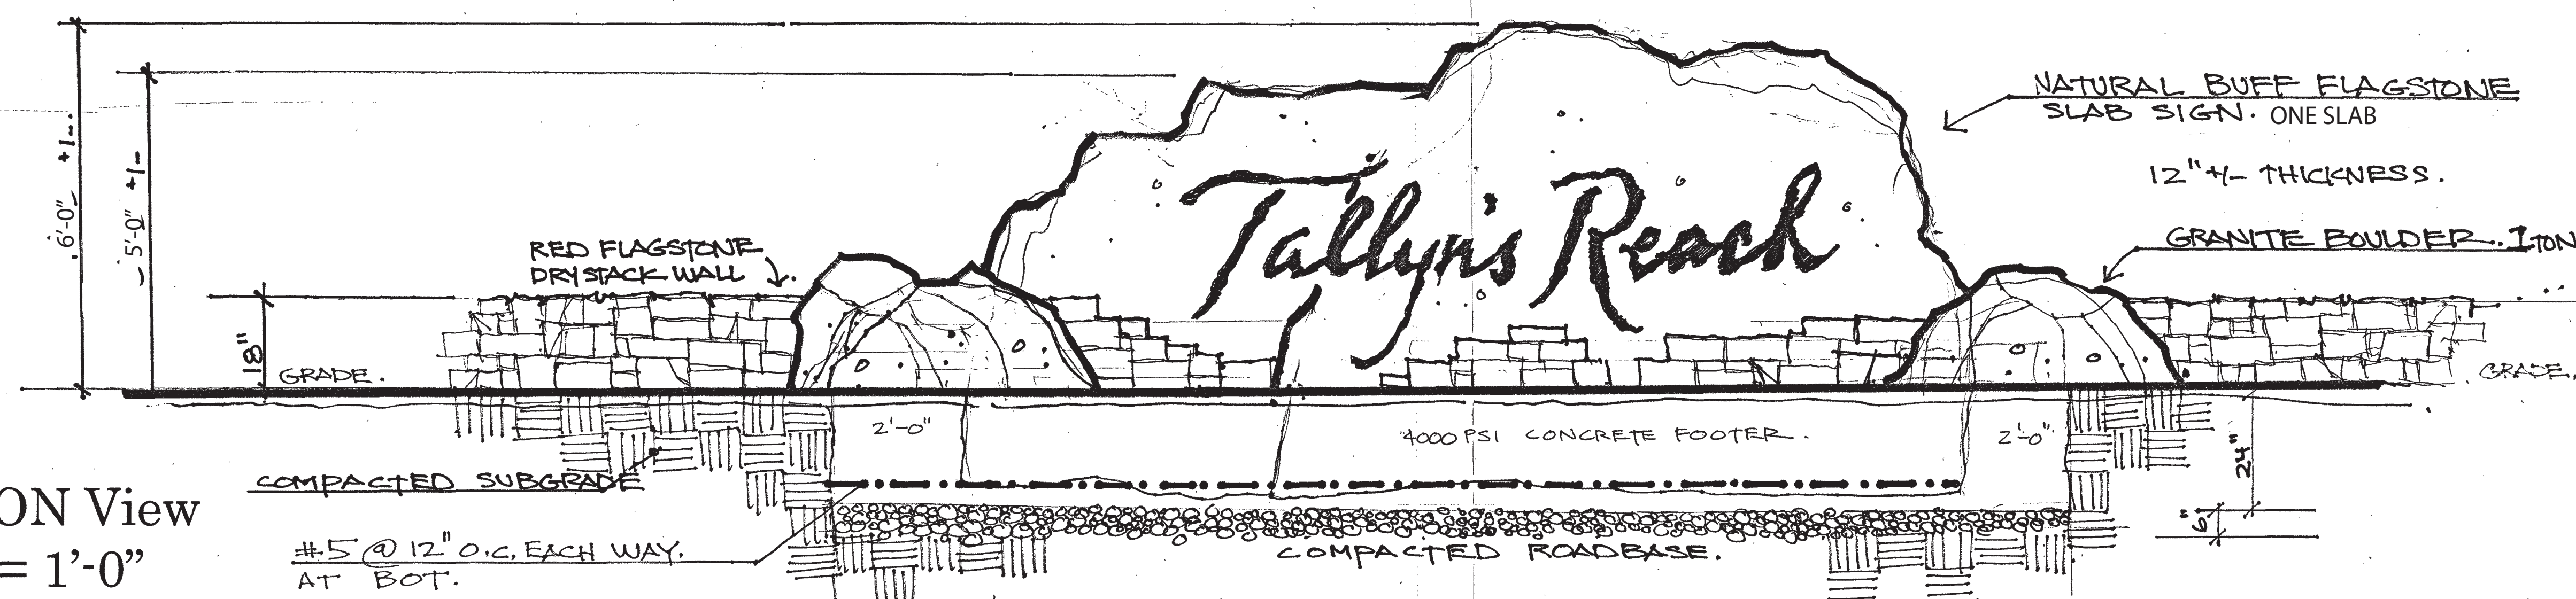 6'-0" +/-
5'-0" +/-
18"
GRADE.
RED FLAGSTONE
DRYSTACK WALL
Tallyn's Reach
NATURAL BUFF FLAGSTONE
SLAB SIGN. ONE SLAB
12" +/- THICKNESS.
GRANITE BOULDER. 1 TON
GRADE.
2'-0"
4000 PSI CONCRETE FOOTER.
2'-0"
24"
6"
COMPACTED SUBGRADE
#5 @ 12" O.C. EACH WAY.
AT BOT.
COMPACTED ROADBASE.
ON View
= 1'-0"